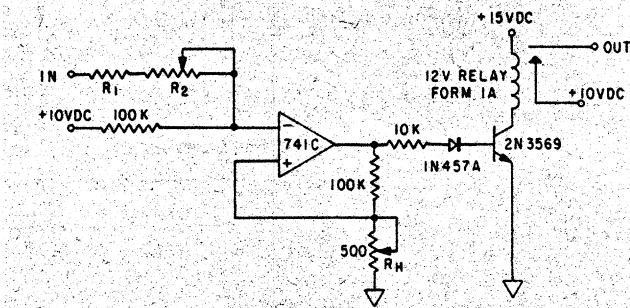 +15VDC
OUT
IN
R1
R2
12V RELAY
FORM 1A
+10VDC
+10VDC
100K
−
741C
+
10K
1N457A
2N3569
100K
500
RH